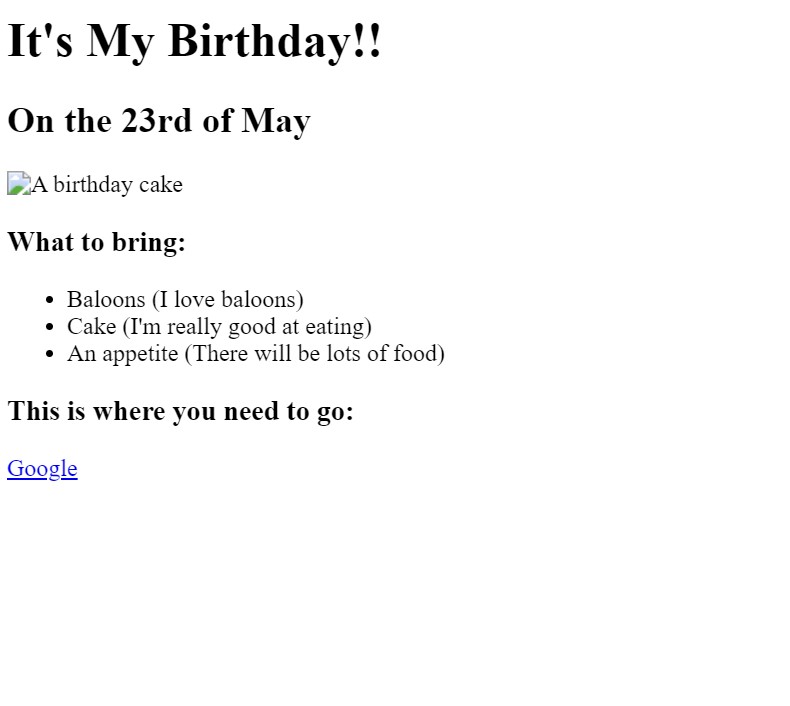 It's My Birthday!!
On the 23rd of May
A birthday cake
What to bring:
Baloons (I love baloons)
Cake (I'm really good at eating)
An appetite (There will be lots of food)
This is where you need to go:
Google